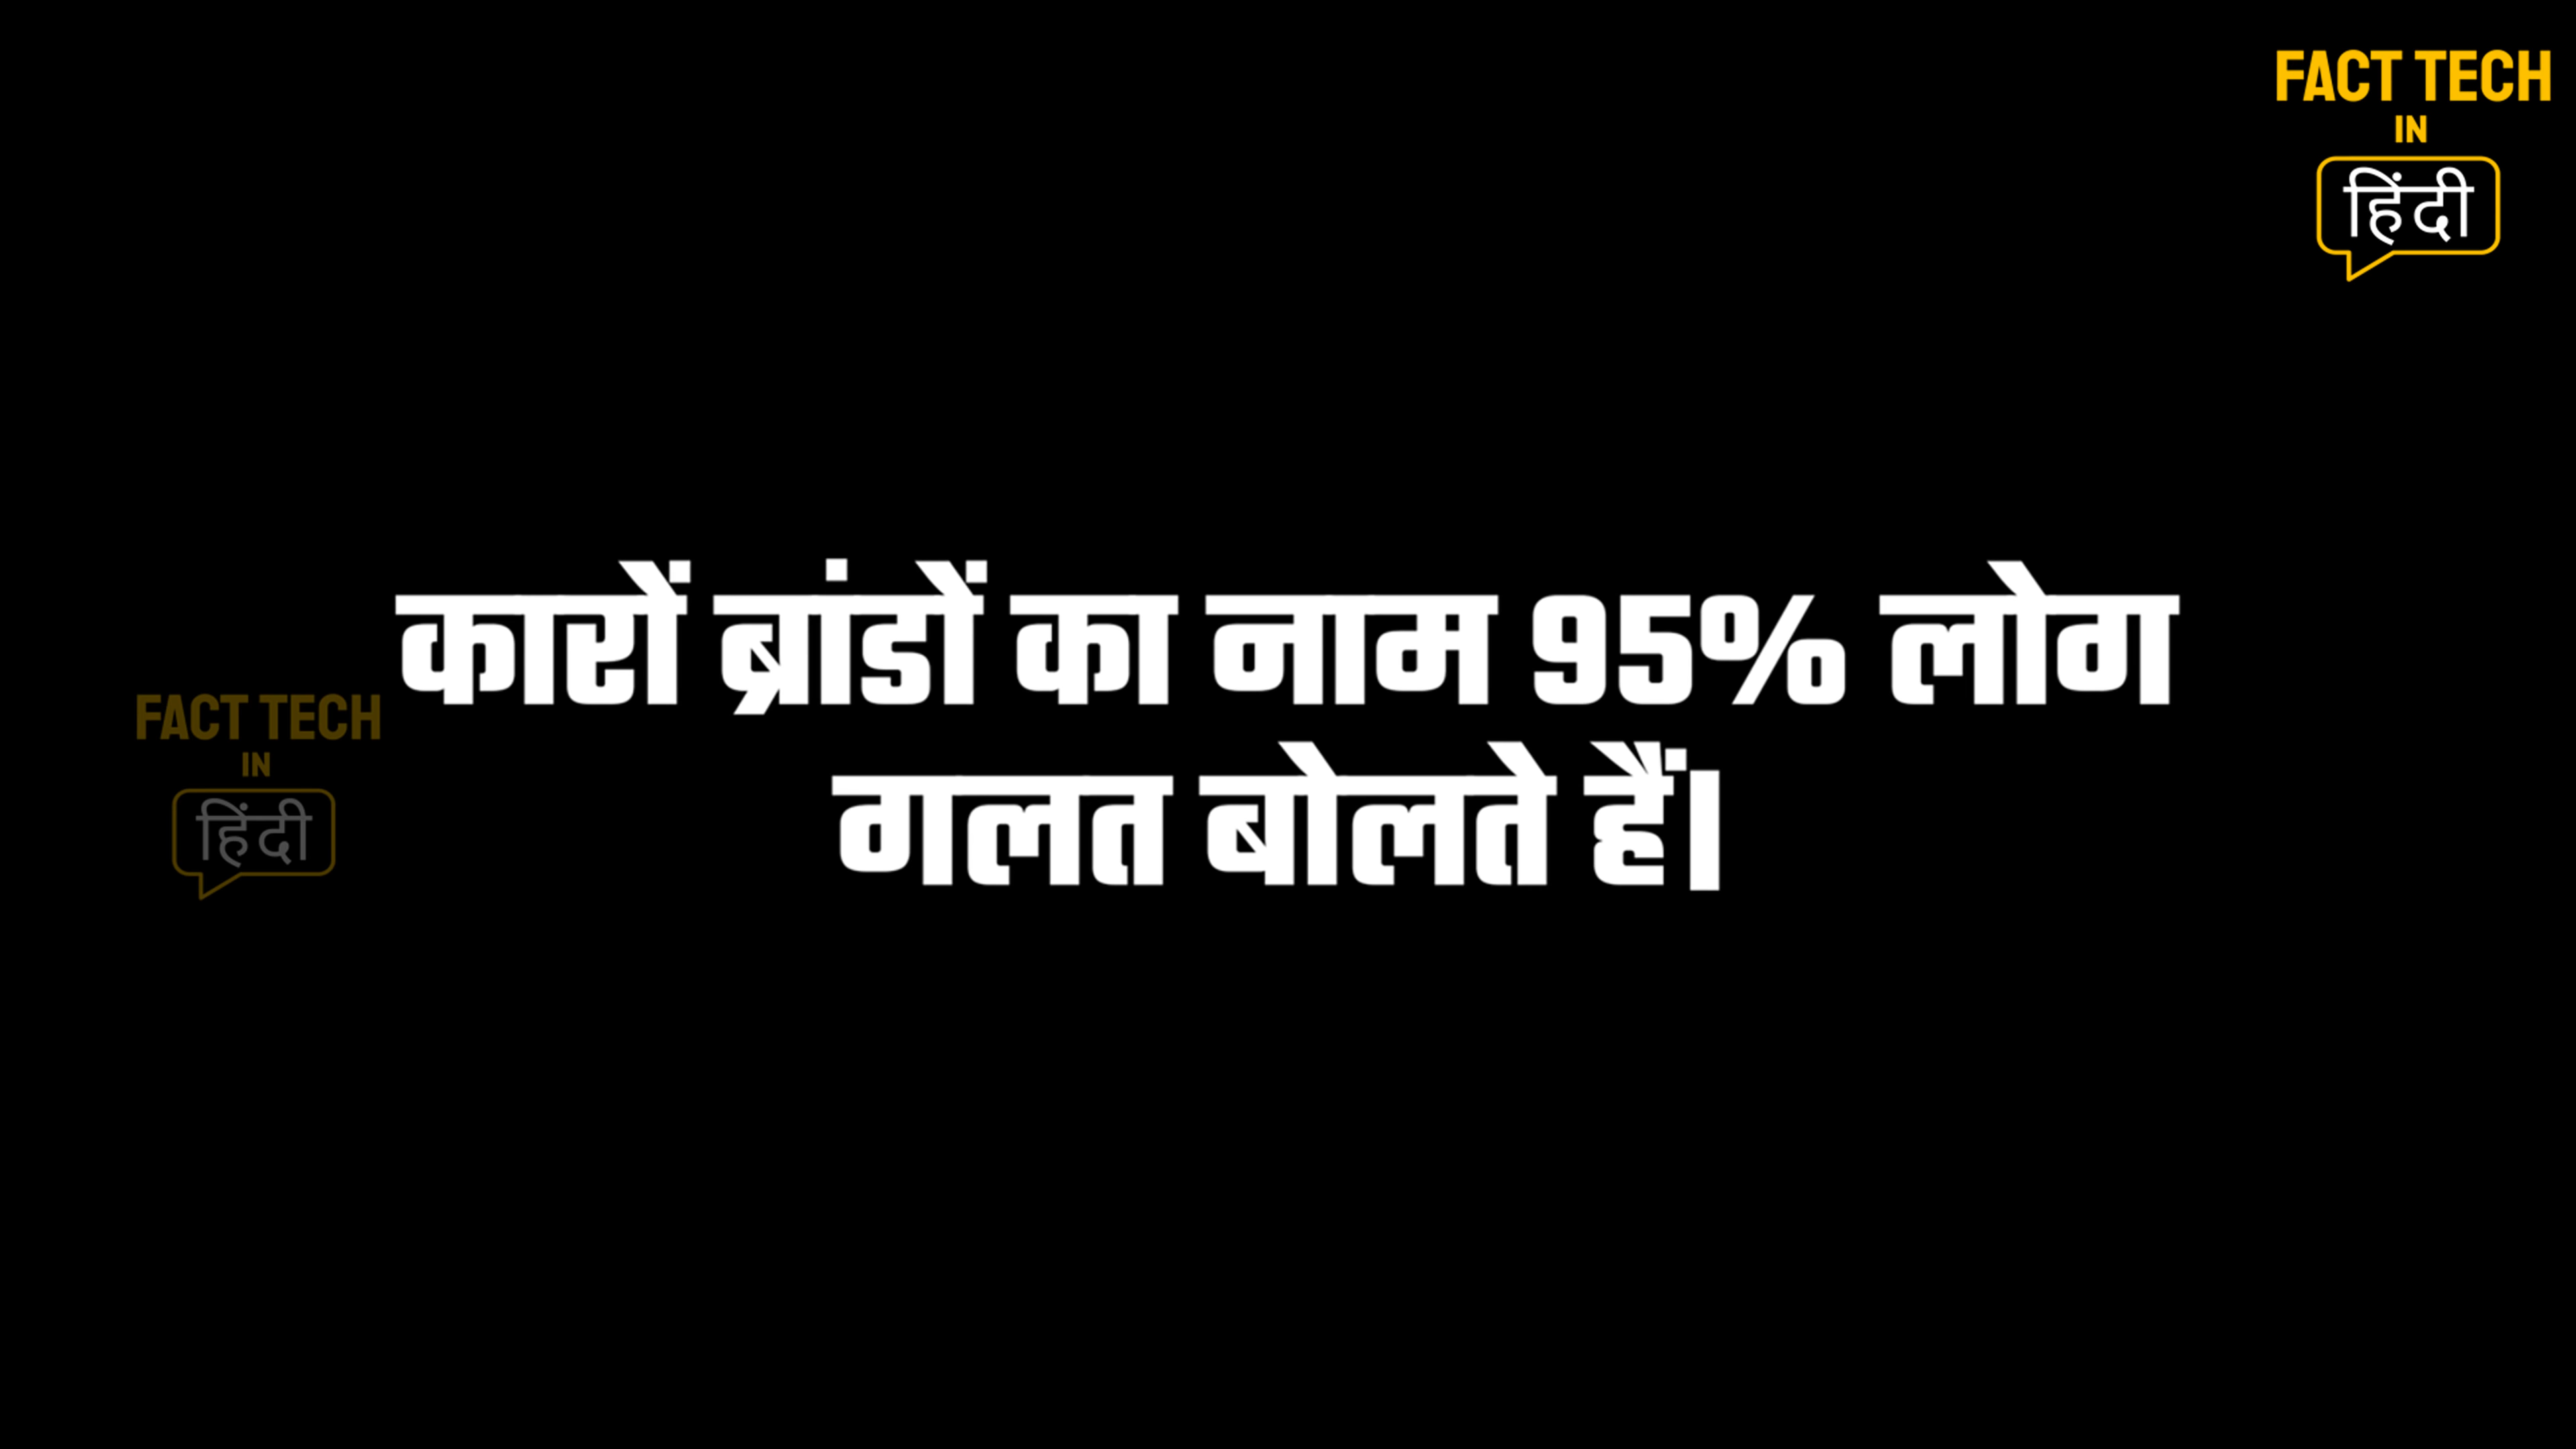 FACT TECH
IN
हिंदी
कारों ब्रांडों का नाम 95% लोग
गलत बोलते हैं।
FACT TECH
IN
हिंदी